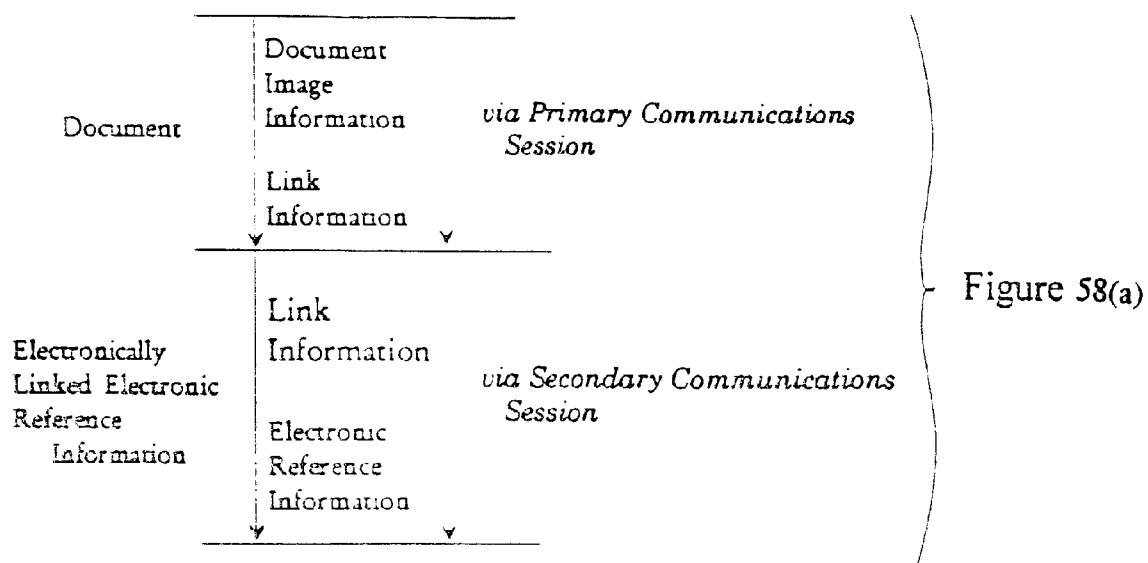 Document
Document
Image
Information
Link
Information
via Primary Communications
Session
Electronically
Linked Electronic
Reference
Information
Link
Information
Electronic
Reference
Information
via Secondary Communications
Session
Figure 58(a)